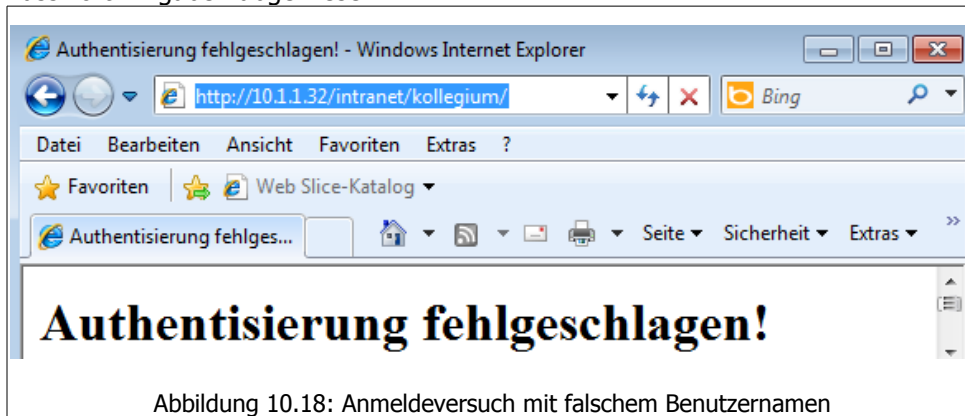 Authentisierung fehlgeschlagen! - Windows Internet Explorer
http://10.1.1.32/intranet/kollegium/
Bing
Datei Bearbeiten Ansicht Favoriten Extras ?
Favoriten Web Slice-Katalog
Authentisierung fehlges... Seite Sicherheit Extras »
Authentisierung fehlgeschlagen!
Abbildung 10.18: Anmeldeversuch mit falschem Benutzernamen